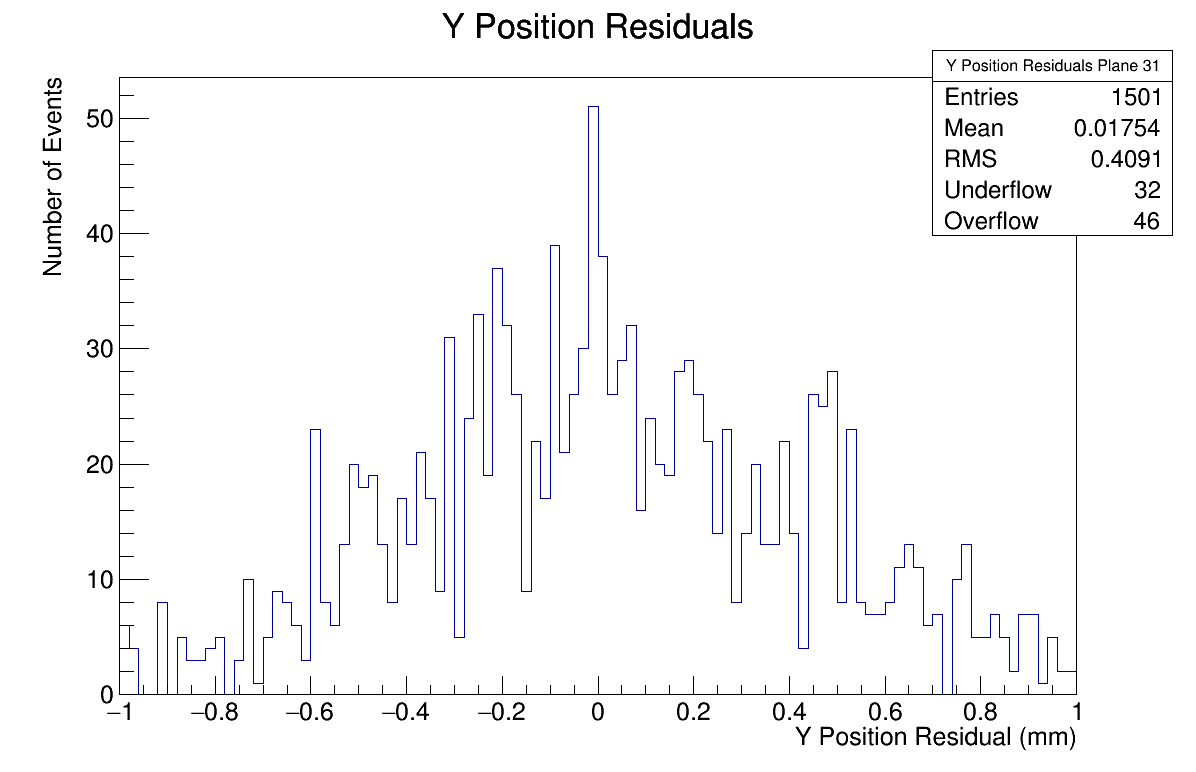 Y Position Residuals
Y Position Residuals Plane 31
Entries 1501
Mean 0.01754
RMS 0.4091
Underflow 32
Overflow 46
Number of Events
50
40
30
20
10
0
−1 −0.8 −0.6 −0.4 −0.2 0 0.2 0.4 0.6 0.8 1
Y Position Residual (mm)